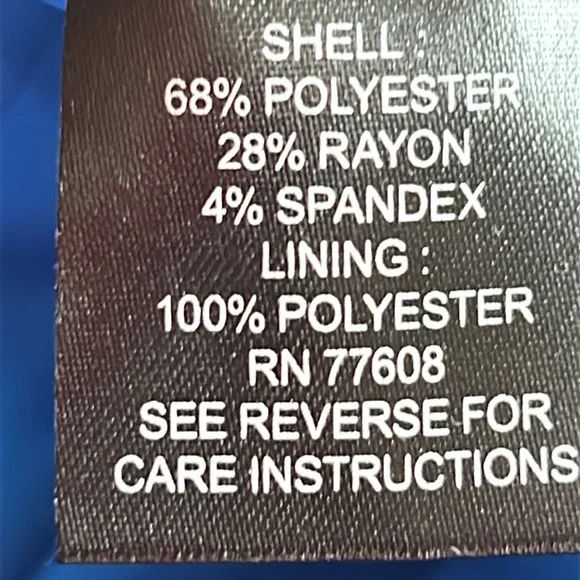 SHELL :
68% POLYESTER
28% RAYON
4% SPANDEX
LINING :
100% POLYESTER
RN 77608
SEE REVERSE FOR
CARE INSTRUCTIONS